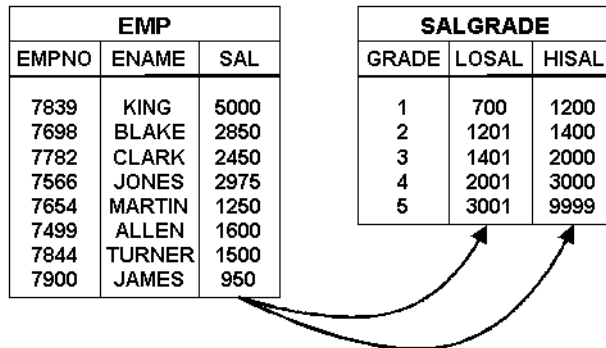 EMP
EMPNO ENAME SAL
7839 KING 5000
7698 BLAKE 2850
7782 CLARK 2450
7566 JONES 2975
7654 MARTIN 1250
7499 ALLEN 1600
7844 TURNER 1500
7900 JAMES 950
SALGRADE
GRADE LOSAL HISAL
1 700 1200
2 1201 1400
3 1401 2000
4 2001 3000
5 3001 9999